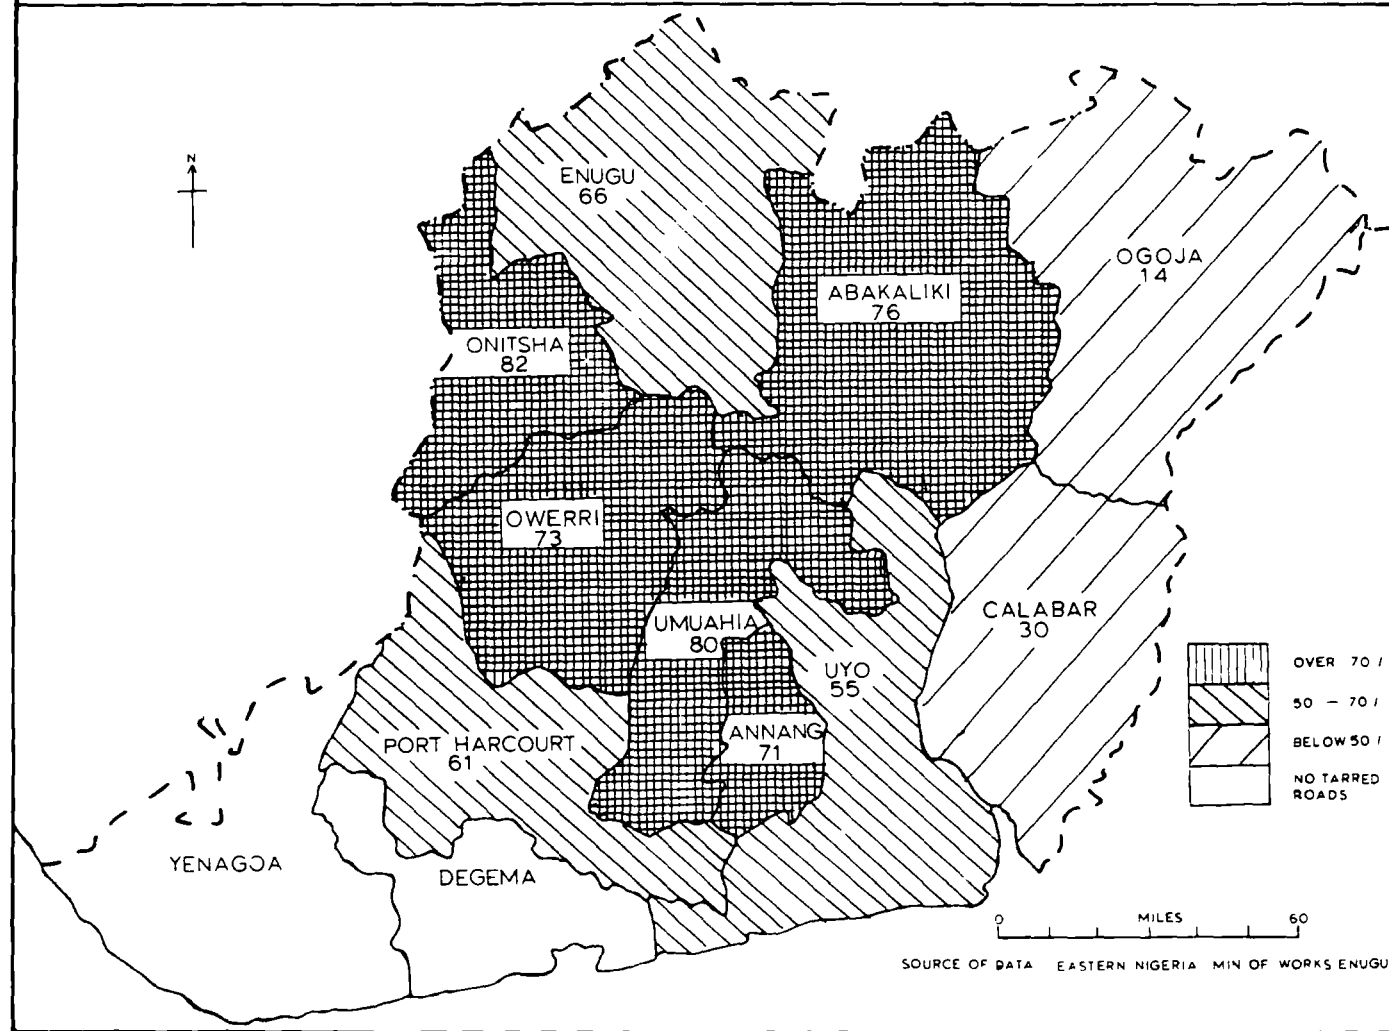 N
ENUGU
66
OGOJA
14
ABAKALIKI
76
ONITSHA
82
OWERRI
73
CALABAR
30
UMUAHIA
80
UYO
55
ANNANG
71
PORT HARCOURT
61
YENAGOA
DEGEMA
OVER 70 /
50 - 70 /
BELOW 50 /
NO TARRED
ROADS
0 MILES 60
SOURCE OF DATA EASTERN NIGERIA MIN OF WORKS ENUGU